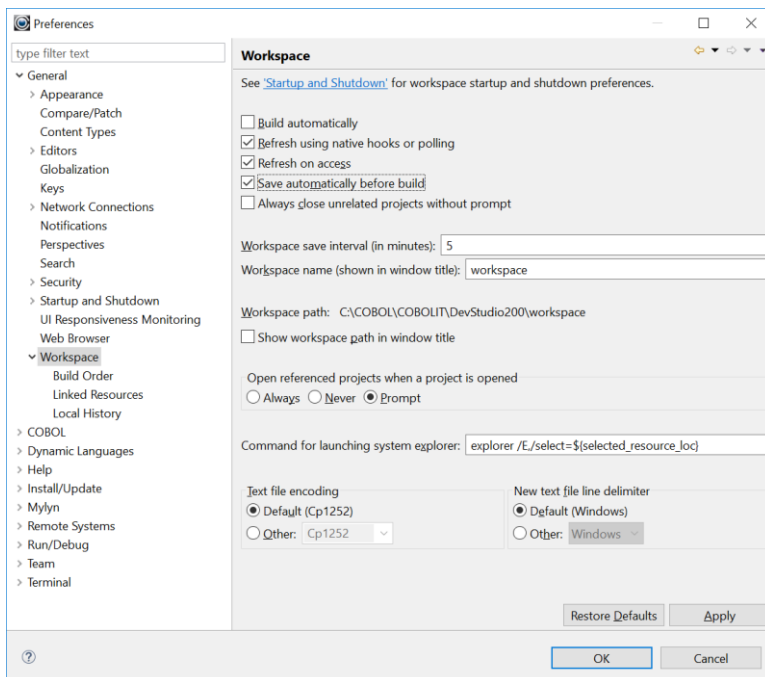 Preferences
type filter text
General
Appearance
Compare/Patch
Content Types
Editors
Globalization
Keys
Network Connections
Notifications
Perspectives
Search
Security
Startup and Shutdown
UI Responsiveness Monitoring
Web Browser
Workspace
Build Order
Linked Resources
Local History
COBOL
Dynamic Languages
Help
Install/Update
Mylyn
Remote Systems
Run/Debug
Team
Terminal
Workspace
See 'Startup and Shutdown' for workspace startup and shutdown preferences.
Build automatically
Refresh using native hooks or polling
Refresh on access
Save automatically before build
Always close unrelated projects without prompt
Workspace save interval (in minutes): 5
Workspace name (shown in window title): workspace
Workspace path: C:\COBOL\COBOLIT\DevStudio200\workspace
Show workspace path in window title
Open referenced projects when a project is opened
Always Never Prompt
Command for launching system explorer: explorer /E,/select=${selected_resource_loc}
Text file encoding
Default (Cp1252)
Other: Cp1252
New text file line delimiter
Default (Windows)
Other: Windows
Restore Defaults Apply
? OK Cancel